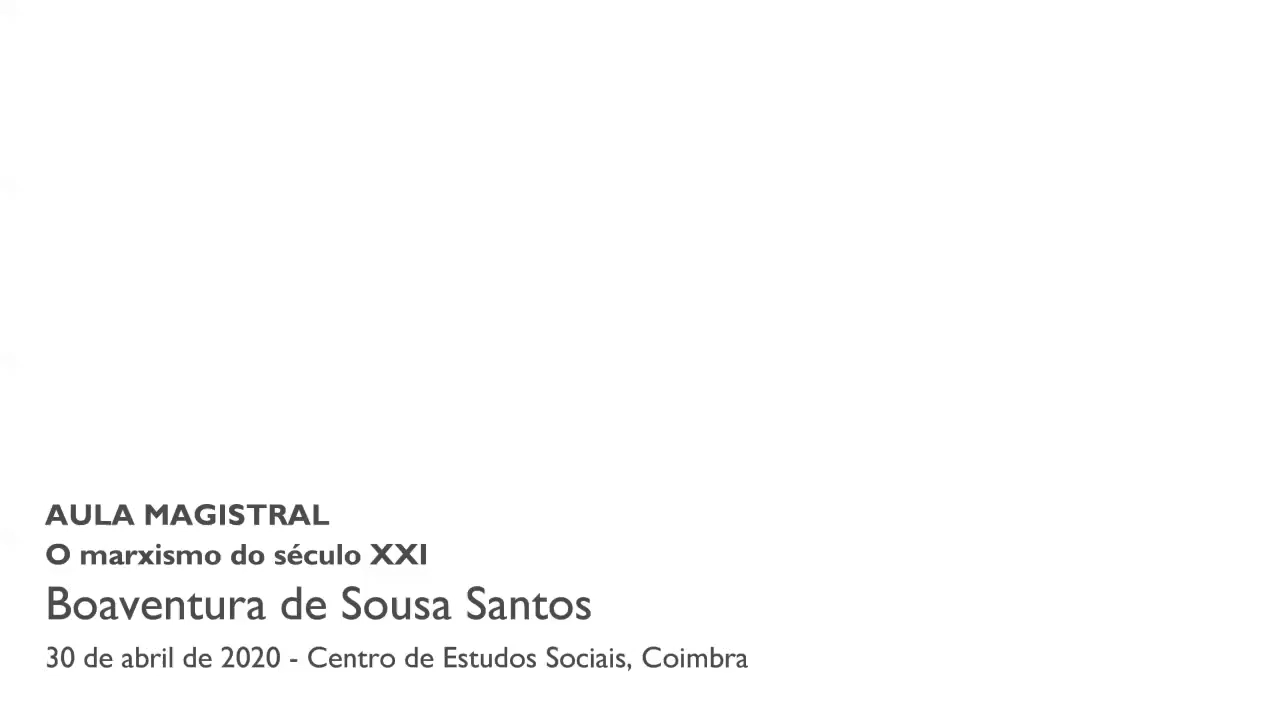 AULA MAGISTRAL
O marxismo do século XXI
Boaventura de Sousa Santos
30 de abril de 2020 - Centro de Estudos Sociais, Coimbra